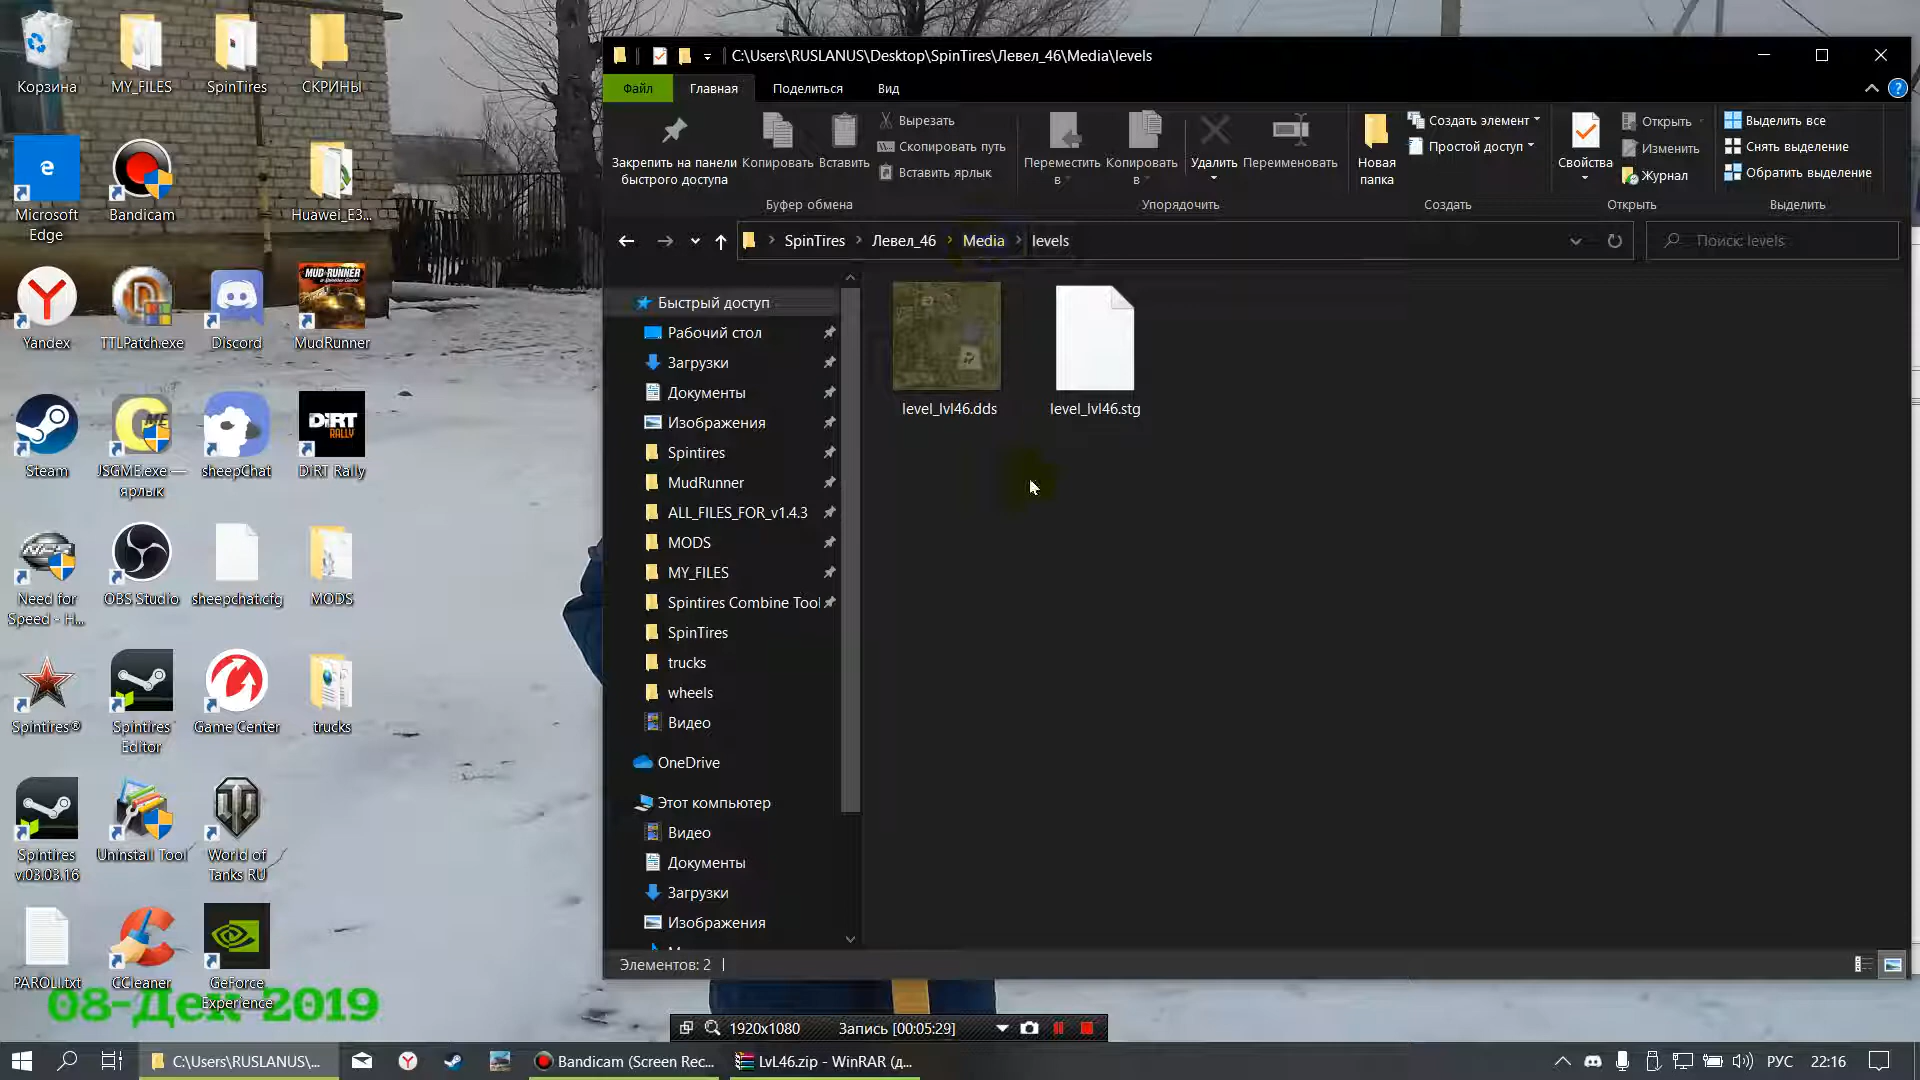 Корзина
MY_FILES
SpinTires
СКРИНЫ
Microsoft
Edge
Bandicam
Huawei_E3...
Yandex
TTLPatch.exe
Discord
MudRunner
MUD-RUNNER
Steam
JSGME.exe —
ярлык
sheepChat
DiRT Rally
DiRT
RALLY
Need for
Speed - H...
OBS Studio
sheepchat.cfg
MODS
Spintires®
Spintires
Editor
Game Center
trucks
Spintires
v.03.03.16
Uninstall Tool
World of
Tanks RU
PAROLI.txt
CCleaner
GeForce
Experience
08-Дек 2019
C:\Users\RUSLANUS\Desktop\SpinTires\Левел_46\Media\levels
Файл
Главная
Поделиться
Вид
Закрепить на панели
быстрого доступа
Копировать
Вставить
Вырезать
Скопировать путь
Вставить ярлык
Буфер обмена
Переместить
в
Копировать
в
Удалить
Переименовать
Упорядочить
Новая
папка
Создать элемент
Простой доступ
Создать
Свойства
Открыть
Изменить
Журнал
Открыть
Выделить все
Снять выделение
Обратить выделение
Выделить
SpinTires
Левел_46
Media
levels
Поиск: levels
Быстрый доступ
Рабочий стол
Загрузки
Документы
Изображения
Spintires
MudRunner
ALL_FILES_FOR_v1.4.3
MODS
MY_FILES
Spintires Combine Tool
SpinTires
trucks
wheels
Видео
OneDrive
Этот компьютер
Видео
Документы
Загрузки
Изображения
level_lvl46.dds
level_lvl46.stg
Элементов: 2
1920x1080
Запись [00:05:29]
C:\Users\RUSLANUS\...
Bandicam (Screen Rec...
LvL46.zip - WinRAR (д...
РУС
22:16